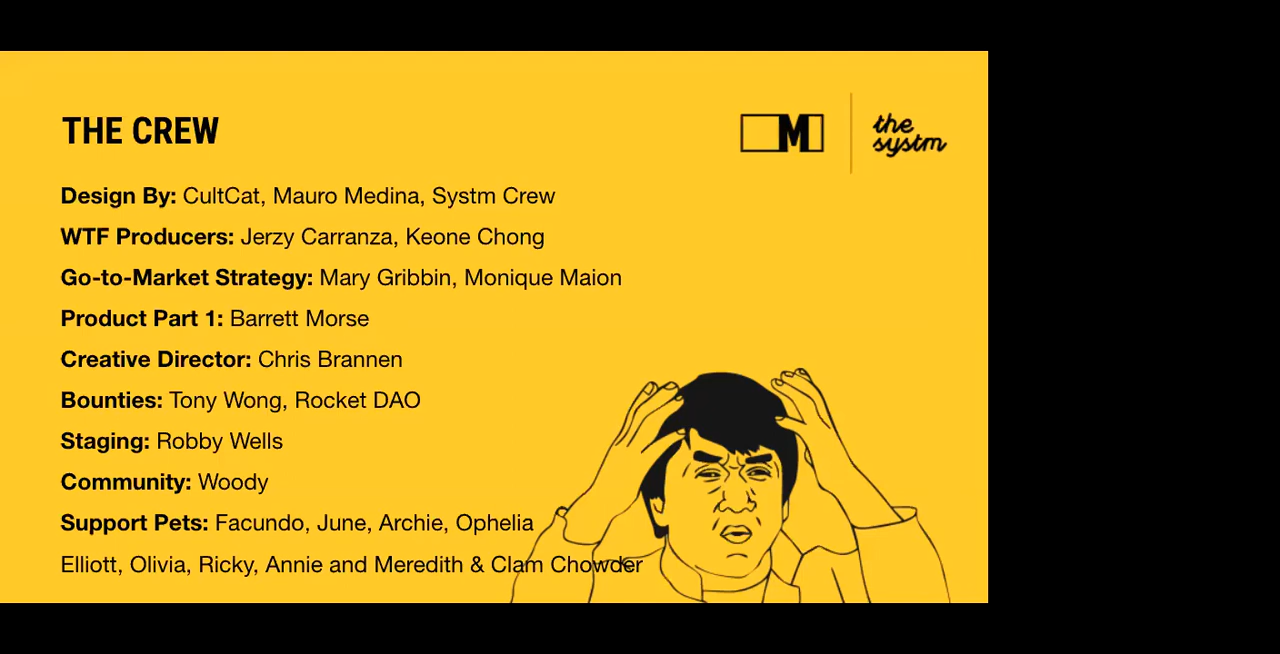 THE CREW
M
the
systm
Design By: CultCat, Mauro Medina, Systm Crew
WTF Producers: Jerzy Carranza, Keone Chong
Go-to-Market Strategy: Mary Gribbin, Monique Maion
Product Part 1: Barrett Morse
Creative Director: Chris Brannen
Bounties: Tony Wong, Rocket DAO
Staging: Robby Wells
Community: Woody
Support Pets: Facundo, June, Archie, Ophelia
Elliott, Olivia, Ricky, Annie and Meredith & Clam Chowder